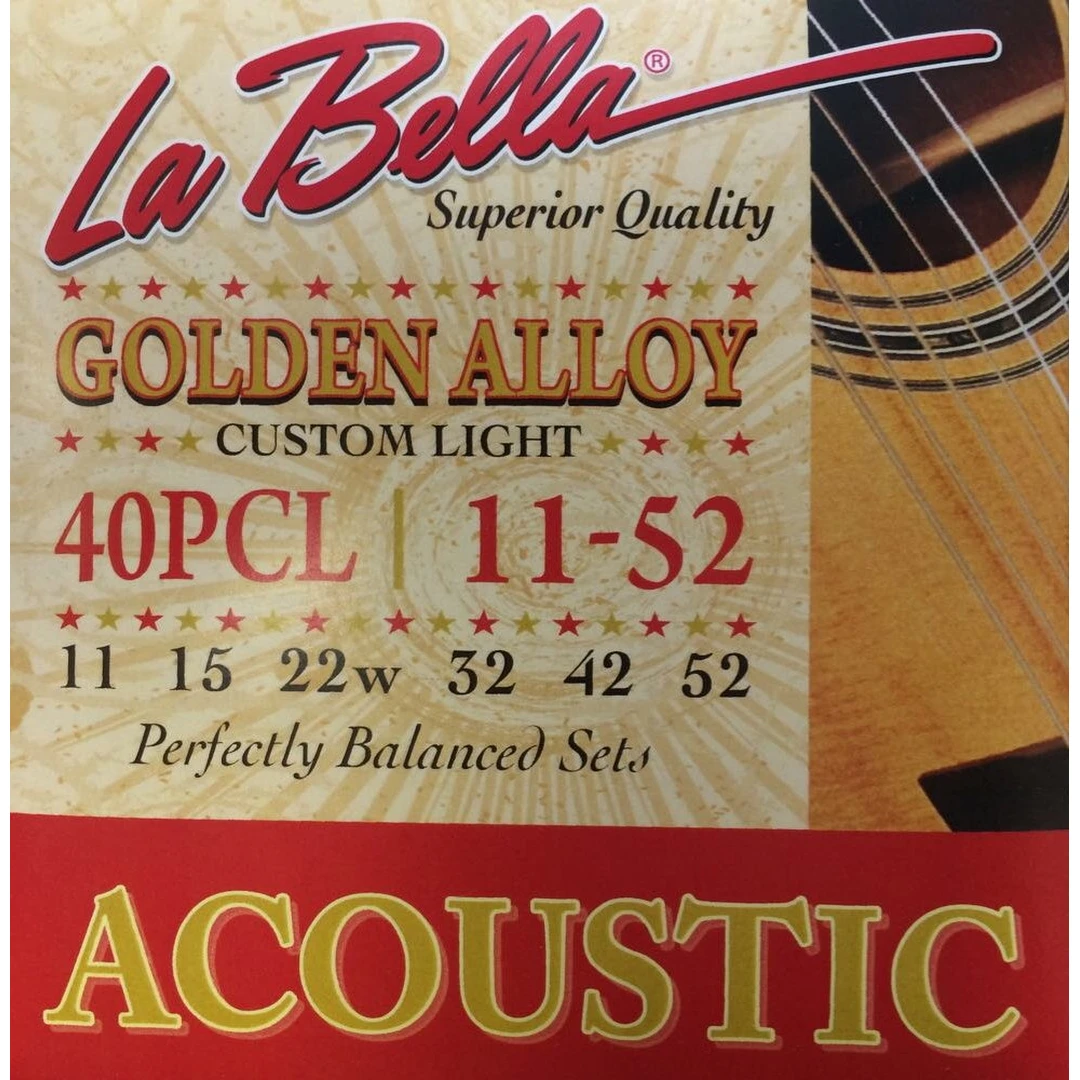 La Bella®
Superior Quality
GOLDEN ALLOY
CUSTOM LIGHT
40PCL | 11-52
11 15 22w 32 42 52
Perfectly Balanced Sets
ACOUSTIC